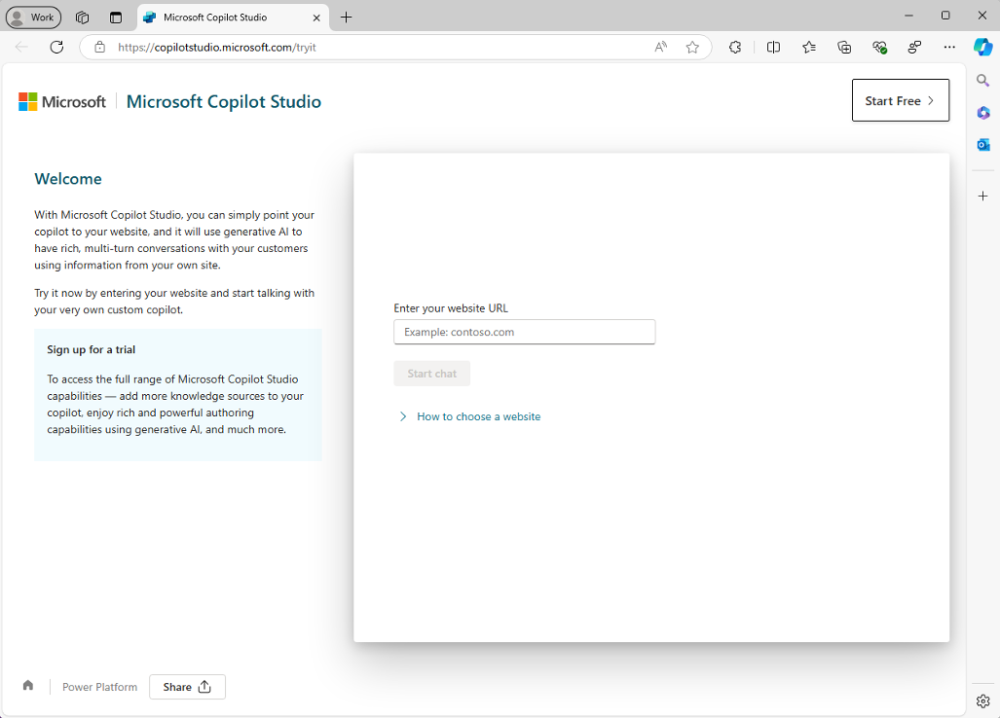 Work
Microsoft Copilot Studio
https://copilotstudio.microsoft.com/tryit
Microsoft
Microsoft Copilot Studio
Start Free
Welcome
With Microsoft Copilot Studio, you can simply point your
copilot to your website, and it will use generative AI to
have rich, multi-turn conversations with your customers
using information from your own site.
Try it now by entering your website and start talking with
your very own custom copilot.
Sign up for a trial
To access the full range of Microsoft Copilot Studio
capabilities — add more knowledge sources to your
copilot, enjoy rich and powerful authoring
capabilities using generative AI, and much more.
Enter your website URL
Example: contoso.com
Start chat
How to choose a website
Power Platform
Share